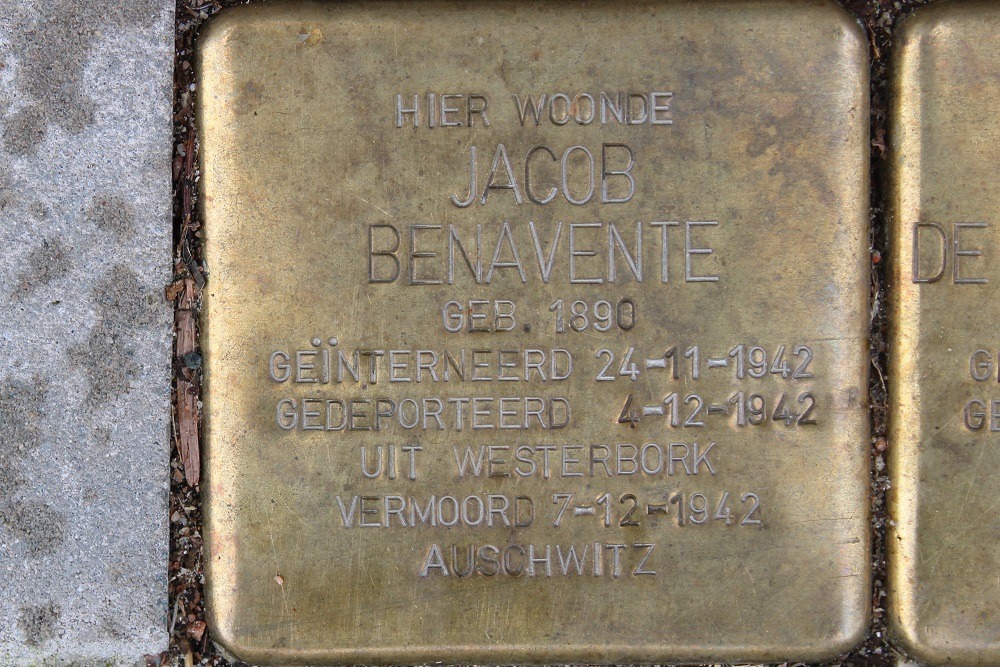 HIER WOONDE
JACOB
BENAVENTE
GEB. 1890
GEÏNTERNEERD 24-11-1942
GEDEPORTEERD 4-12-1942
UIT WESTERBORK
VERMOORD 7-12-1942
AUSCHWITZ
DE